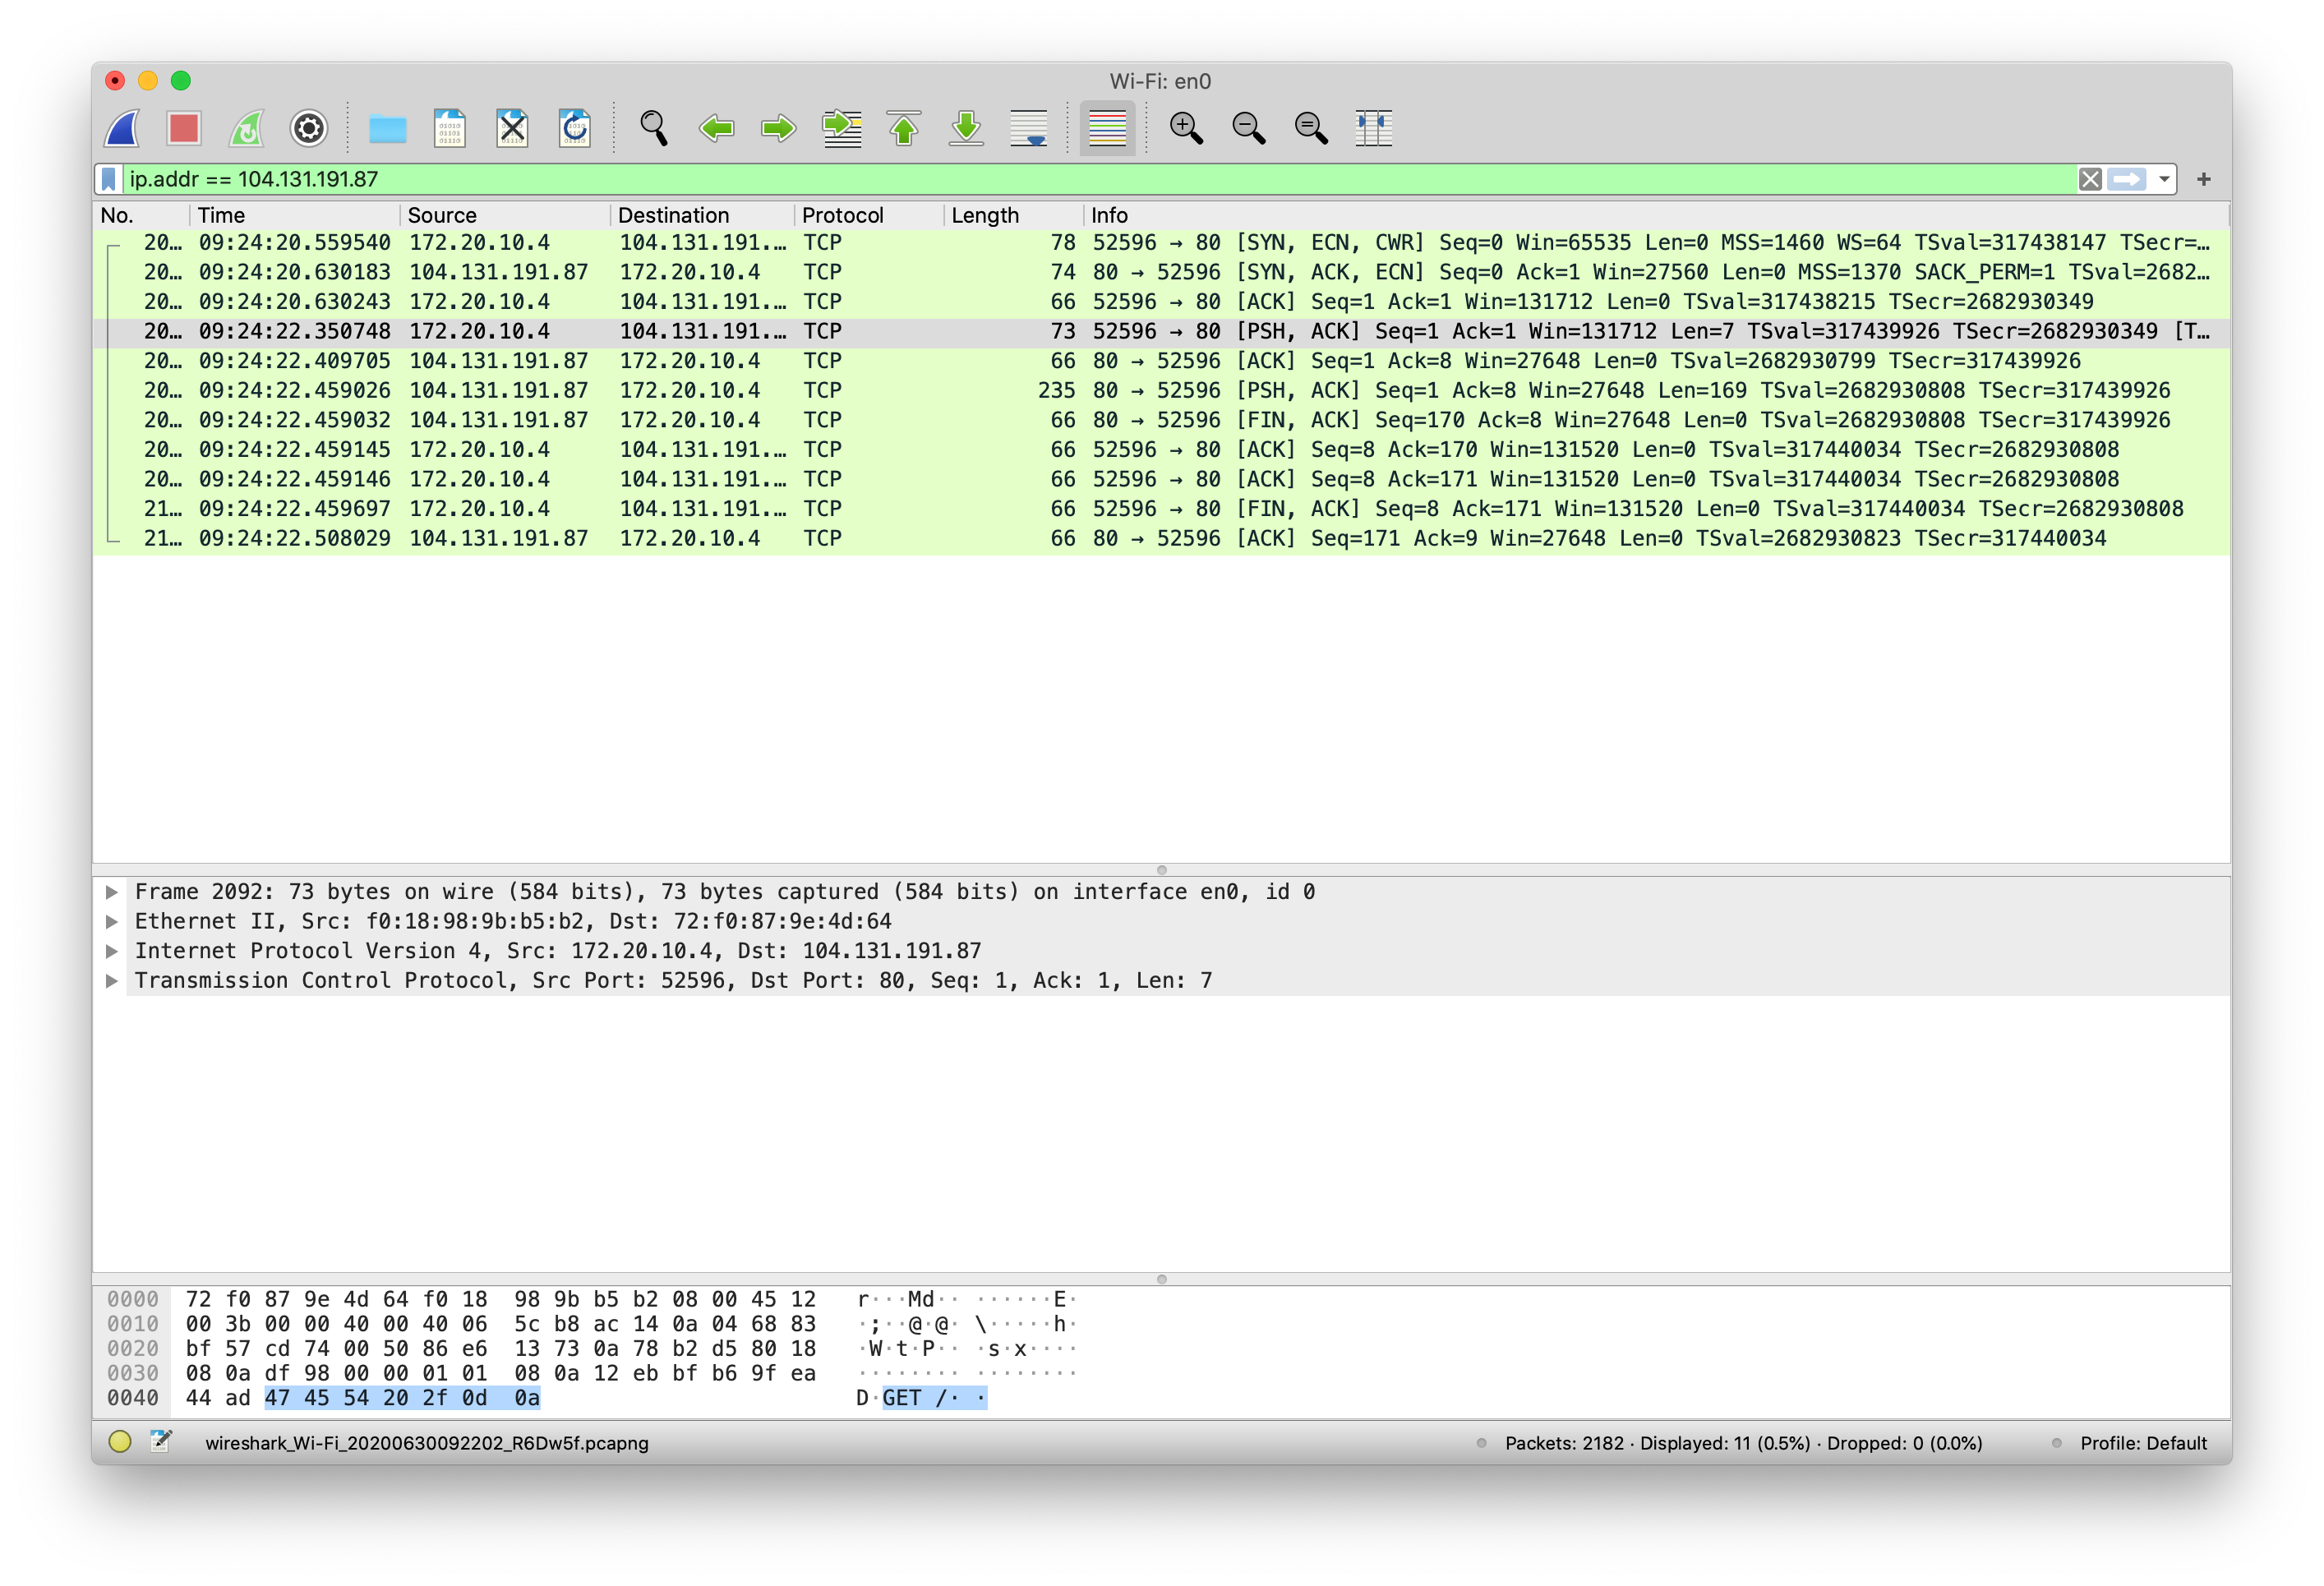 Wi-Fi: en0
ip.addr == 104.131.191.87
No. Time Source Destination Protocol Length Info
20… 09:24:20.559540 172.20.10.4 104.131.191.… TCP 78 52596 → 80 [SYN, ECN, CWR] Seq=0 Win=65535 Len=0 MSS=1460 WS=64 TSval=317438147 TSecr=…
20… 09:24:20.630183 104.131.191.87 172.20.10.4 TCP 74 80 → 52596 [SYN, ACK, ECN] Seq=0 Ack=1 Win=27560 Len=0 MSS=1370 SACK_PERM=1 TSval=2682…
20… 09:24:20.630243 172.20.10.4 104.131.191.… TCP 66 52596 → 80 [ACK] Seq=1 Ack=1 Win=131712 Len=0 TSval=317438215 TSecr=2682930349
20… 09:24:22.350748 172.20.10.4 104.131.191.… TCP 73 52596 → 80 [PSH, ACK] Seq=1 Ack=1 Win=131712 Len=7 TSval=317439926 TSecr=2682930349 [T…
20… 09:24:22.409705 104.131.191.87 172.20.10.4 TCP 66 80 → 52596 [ACK] Seq=1 Ack=8 Win=27648 Len=0 TSval=2682930799 TSecr=317439926
20… 09:24:22.459026 104.131.191.87 172.20.10.4 TCP 235 80 → 52596 [PSH, ACK] Seq=1 Ack=8 Win=27648 Len=169 TSval=2682930808 TSecr=317439926
20… 09:24:22.459032 104.131.191.87 172.20.10.4 TCP 66 80 → 52596 [FIN, ACK] Seq=170 Ack=8 Win=27648 Len=0 TSval=2682930808 TSecr=317439926
20… 09:24:22.459145 172.20.10.4 104.131.191.… TCP 66 52596 → 80 [ACK] Seq=8 Ack=170 Win=131520 Len=0 TSval=317440034 TSecr=2682930808
20… 09:24:22.459146 172.20.10.4 104.131.191.… TCP 66 52596 → 80 [ACK] Seq=8 Ack=171 Win=131520 Len=0 TSval=317440034 TSecr=2682930808
21… 09:24:22.459697 172.20.10.4 104.131.191.… TCP 66 52596 → 80 [FIN, ACK] Seq=8 Ack=171 Win=131520 Len=0 TSval=317440034 TSecr=2682930808
21… 09:24:22.508029 104.131.191.87 172.20.10.4 TCP 66 80 → 52596 [ACK] Seq=171 Ack=9 Win=27648 Len=0 TSval=2682930823 TSecr=317440034
Frame 2092: 73 bytes on wire (584 bits), 73 bytes captured (584 bits) on interface en0, id 0
Ethernet II, Src: f0:18:98:9b:b5:b2, Dst: 72:f0:87:9e:4d:64
Internet Protocol Version 4, Src: 172.20.10.4, Dst: 104.131.191.87
Transmission Control Protocol, Src Port: 52596, Dst Port: 80, Seq: 1, Ack: 1, Len: 7
0000 72 f0 87 9e 4d 64 f0 18 98 9b b5 b2 08 00 45 12 r···Md·· ······E·
0010 00 3b 00 00 40 00 40 06 5c b8 ac 14 0a 04 68 83 ·;··@·@· \·····h·
0020 bf 57 cd 74 00 50 86 e6 13 73 0a 78 b2 d5 80 18 ·W·t·P·· ·s·x····
0030 08 0a df 98 00 00 01 01 08 0a 12 eb bf b6 9f ea ········ ········
0040 44 ad 47 45 54 20 2f 0d 0a D·GET /· ·
wireshark_Wi-Fi_20200630092202_R6Dw5f.pcapng Packets: 2182 · Displayed: 11 (0.5%) · Dropped: 0 (0.0%) Profile: Default